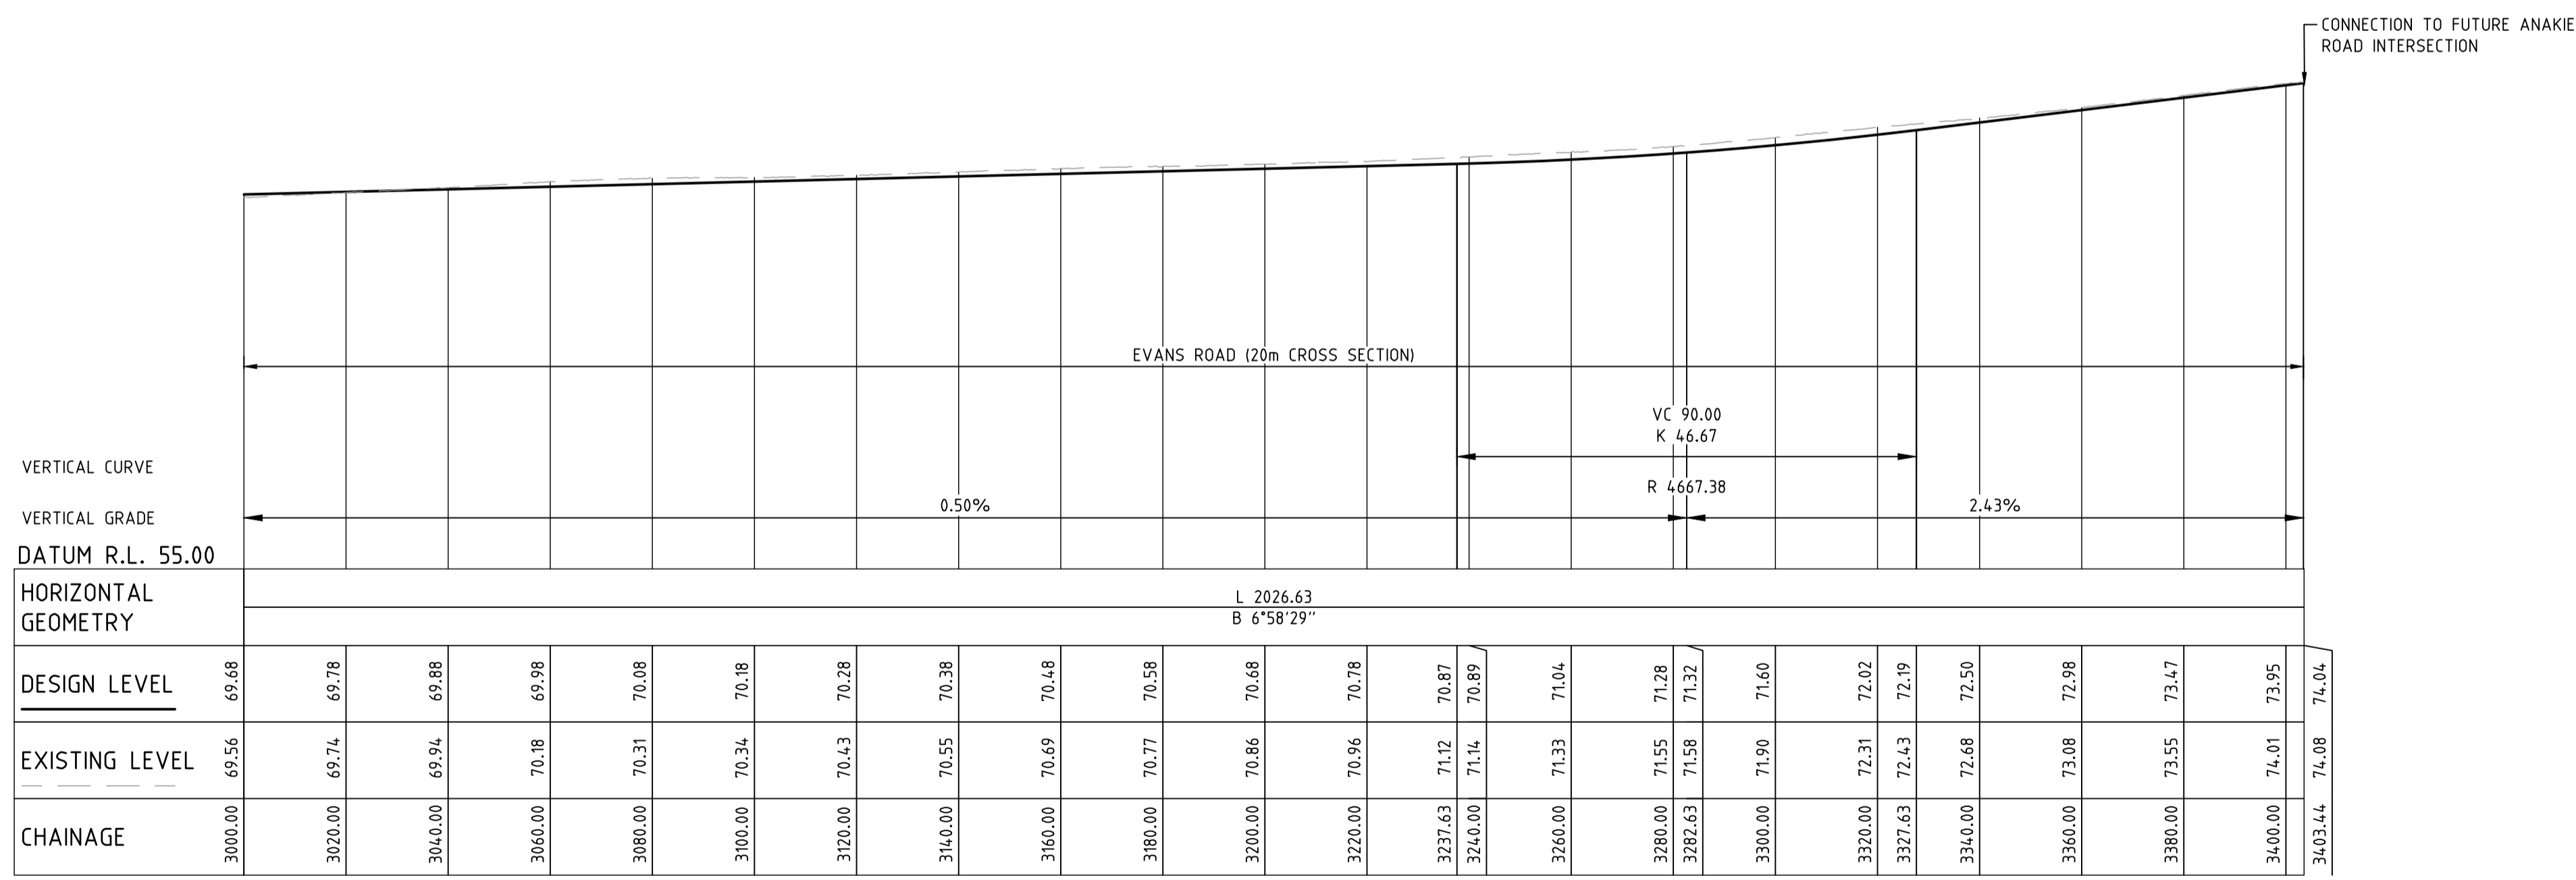 CONNECTION TO FUTURE ANAKIE
ROAD INTERSECTION
EVANS ROAD (20m CROSS SECTION)
VC 90.00
K 46.67
VERTICAL CURVE
R 4667.38
0.50%
2.43%
VERTICAL GRADE
DATUM R.L. 55.00
HORIZONTAL
GEOMETRY
L 2026.63
B 6°58'29"
DESIGN LEVEL 69.68 69.78 69.88 69.98 70.08 70.18 70.28 70.38 70.48 70.58 70.68 70.78 70.87 70.89 71.04 71.28 71.32 71.60 72.02 72.19 72.50 72.98 73.47 73.95 74.04
EXISTING LEVEL 69.56 69.74 69.94 70.18 70.31 70.34 70.43 70.55 70.69 70.77 70.86 70.96 71.12 71.14 71.33 71.55 71.58 71.90 72.31 72.43 72.68 73.08 73.55 74.01 74.08
CHAINAGE 3000.00 3020.00 3040.00 3060.00 3080.00 3100.00 3120.00 3140.00 3160.00 3180.00 3200.00 3220.00 3237.63 3240.00 3260.00 3280.00 3282.63 3300.00 3320.00 3327.63 3340.00 3360.00 3380.00 3400.00 3403.44